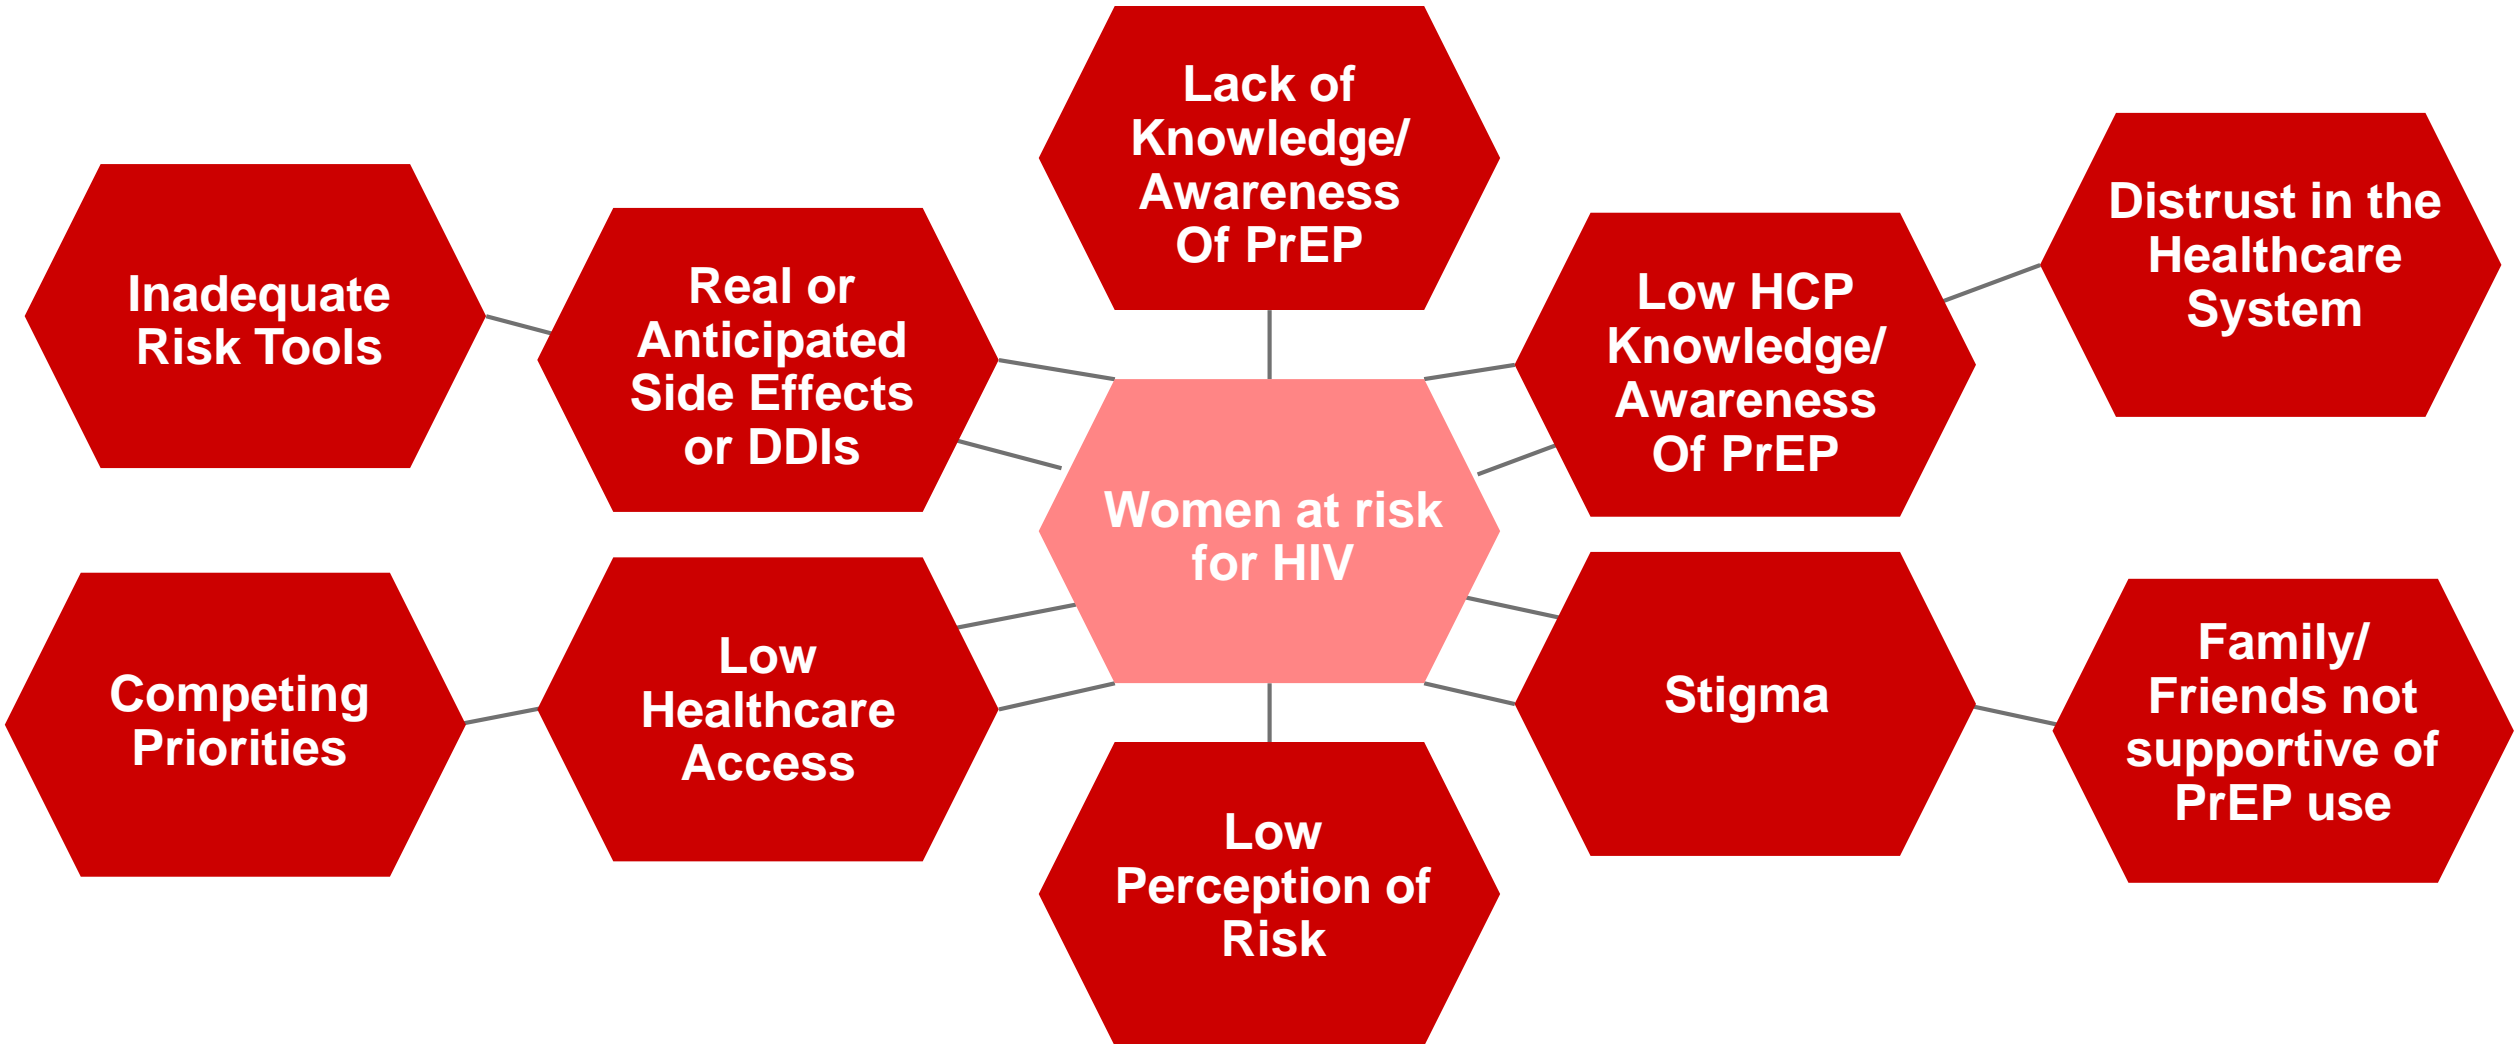 Lack of
Knowledge/
Awareness
Of PrEP
Distrust in the
Healthcare
System
Inadequate
Risk Tools
Real or
Anticipated
Side Effects
or DDIs
Low HCP
Knowledge/
Awareness
Of PrEP
Women at risk
for HIV
Competing
Priorities
Low
Healthcare
Access
Stigma
Family/
Friends not
supportive of
PrEP use
Low
Perception of
Risk